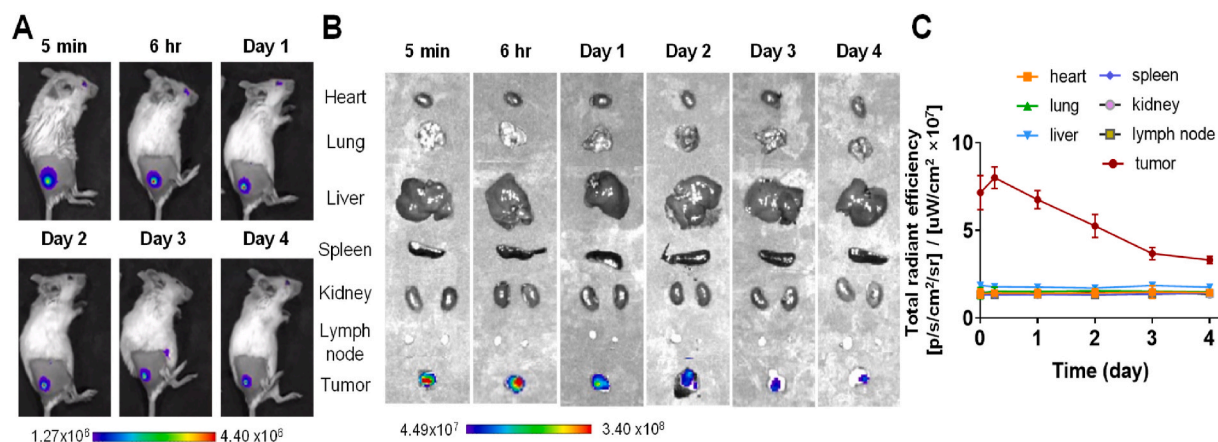 A
5 min 6 hr Day 1
Day 2 Day 3 Day 4
1.27x10⁸ 4.40 x10⁶
B
5 min 6 hr Day 1 Day 2 Day 3 Day 4
Heart
Lung
Liver
Spleen
Kidney
Lymph
node
Tumor
4.49x10⁷ 3.40 x10⁸
C
heart spleen
lung kidney
liver lymph node
tumor
Total radiant efficiency
[p/s/cm²/sr] / [uW/cm² ×10⁷]
10
5
0
0 1 2 3 4
Time (day)